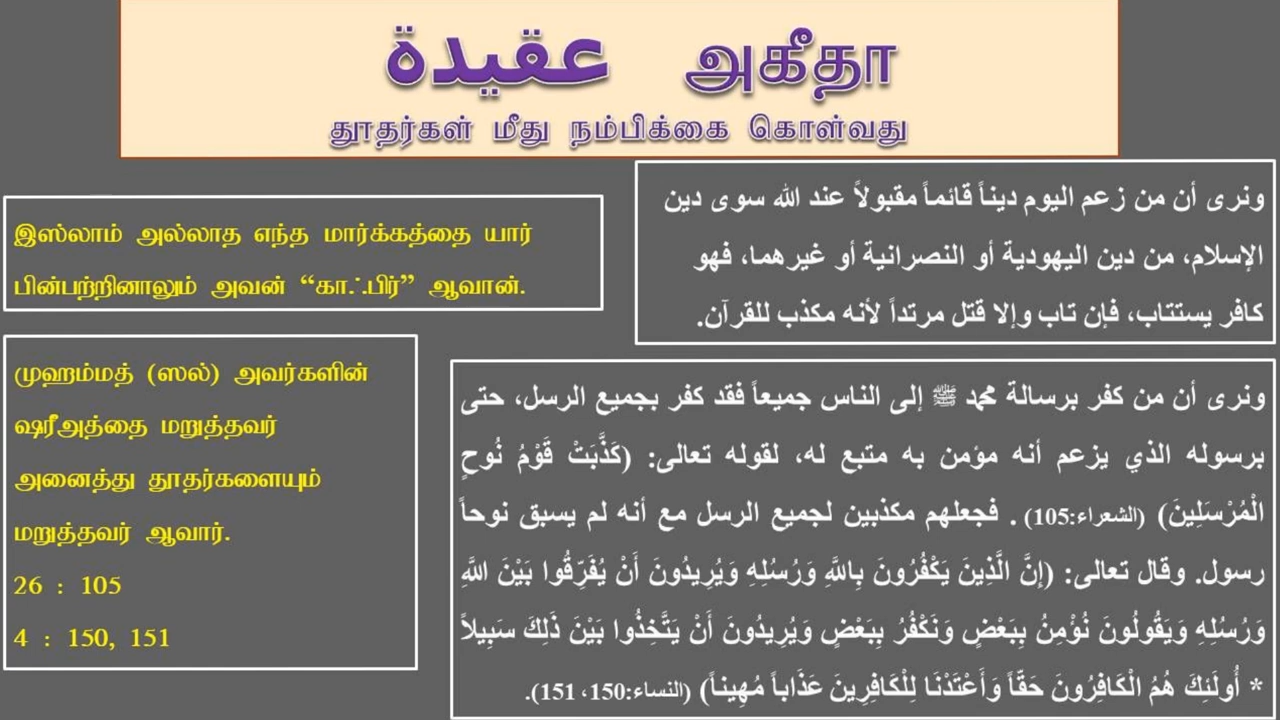 عقيدة அகீதா
தூதர்கள் மீது நம்பிக்கை கொள்வது
ونرى أن من زعم اليوم ديناً قائماً مقبولاً عند الله سوى دين
الإسلام، من دين اليهودية أو النصرانية أو غيرهما، فهو
كافر يستتاب، فإن تاب وإلا قتل مرتداً لأنه مكذب للقرآن.
இஸ்லாம் அல்லாத எந்த மார்க்கத்தை யார்
பின்பற்றினாலும் அவன் “காஃபிர்” ஆவான்.
ونرى أن من كفر برسالة محمد ﷺ إلى الناس جميعاً فقد كفر بجميع الرسل، حتى
برسوله الذي يزعم أنه مؤمن به متبع له، لقوله تعالى: (كَذَّبَتْ قَوْمُ نُوحٍ
الْمُرْسَلِينَ) (الشعراء:105) . فجعلهم مكذبين لجميع الرسل مع أنه لم يسبق نوحاً
رسول. وقال تعالى: (إِنَّ الَّذِينَ يَكْفُرُونَ بِاللَّهِ وَرُسُلِهِ وَيُرِيدُونَ أَنْ يُفَرِّقُوا بَيْنَ اللَّهِ
وَرُسُلِهِ وَيَقُولُونَ نُؤْمِنُ بِبَعْضٍ وَنَكْفُرُ بِبَعْضٍ وَيُرِيدُونَ أَنْ يَتَّخِذُوا بَيْنَ ذَلِكَ سَبِيلاً
* أُولَئِكَ هُمُ الْكَافِرُونَ حَقّاً وَأَعْتَدْنَا لِلْكَافِرِينَ عَذَاباً مُهِيناً) (النساء:150، 151).
முஹம்மத் (ஸல்) அவர்களின்
ஷரீஅத்தை மறுத்தவர்
அனைத்து தூதர்களையும்
மறுத்தவர் ஆவார்.
26 : 105
4 : 150, 151